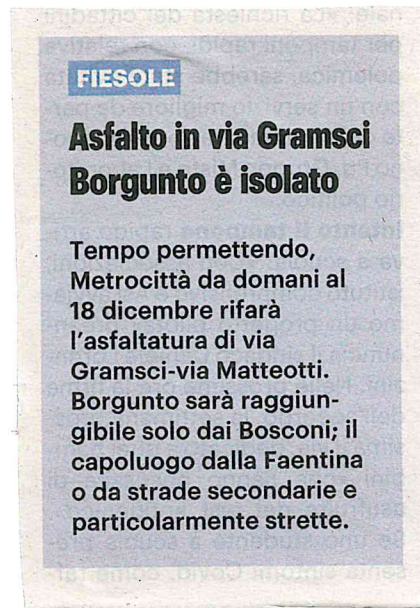 FIESOLE
Asfalto in via Gramsci
Borgunto è isolato
Tempo permettendo,
Metrocittà da domani al
18 dicembre rifarà
l'asfaltatura di via
Gramsci-via Matteotti.
Borgunto sarà raggiun-
gibile solo dai Bosconi; il
capoluogo dalla Faentina
o da strade secondarie e
particolarmente strette.